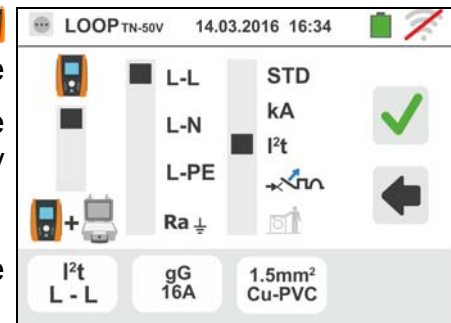 LOOP TN-50V 14.03.2016 16:34
L-L STD
L-N kA
I²t
L-PE
Ra
+
I²t gG 1.5mm²
L - L 16A Cu-PVC
e
e
y
e